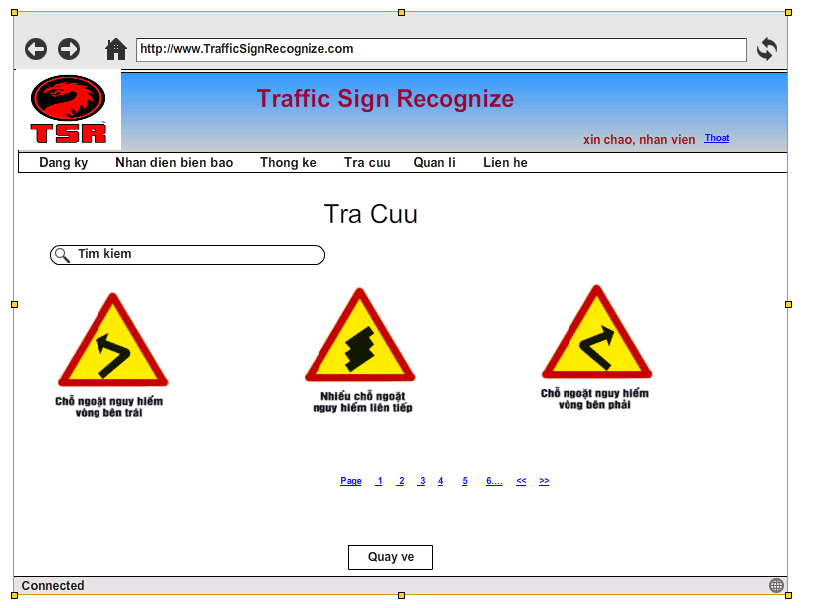 http://www.TrafficSignRecognize.com
TSR
Traffic Sign Recognize
xin chao, nhan vien Thoat
Dang ky Nhan dien bien bao Thong ke Tra cuu Quan li Lien he
Tra Cuu
Tim kiem
Chỗ ngoặt nguy hiểm
vòng bên trái
Nhiều chỗ ngoặt
nguy hiểm liên tiếp
Chỗ ngoặt nguy hiểm
vòng bên phải
Page 1 2 3 4 5 6.... << >>
Quay ve
Connected